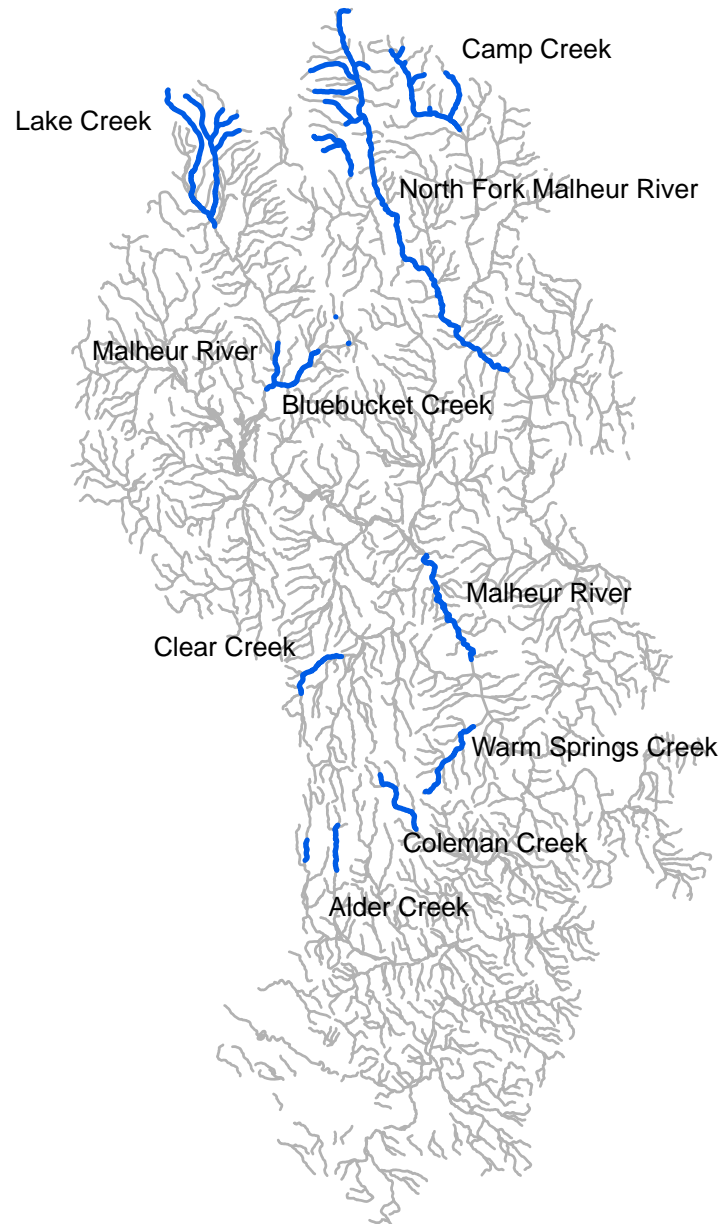 Camp Creek
Lake Creek
North Fork Malheur River
Malheur River
Bluebucket Creek
Malheur River
Clear Creek
Warm Springs Creek
Coleman Creek
Alder Creek